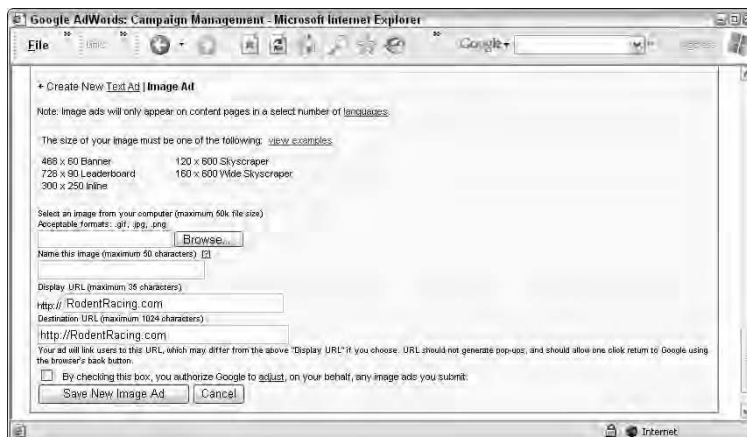 Google AdWords: Campaign Management - Microsoft Internet Explorer
File
Links
Google
Address
+ Create New Text Ad | Image Ad
Note: Image ads will only appear on content pages in a select number of languages.
The size of your image must be one of the following: view examples
468 x 60 Banner 120 x 600 Skyscraper
728 x 90 Leaderboard 160 x 600 Wide Skyscraper
300 x 250 Inline
Select an image from your computer (maximum 50k file size)
Acceptable formats: .gif, .jpg, .png
Browse...
Name this image (maximum 50 characters) [?]
Display URL (maximum 35 characters)
http:// RodentRacing.com
Destination URL (maximum 1024 characters)
http://RodentRacing.com
Your ad will link users to this URL, which may differ from the above "Display URL" if you choose. URL should not generate pop-ups, and should allow one click return to Google using
the browser's back button.
By checking this box, you authorize Google to adjust, on your behalf, any image ads you submit.
Save New Image Ad Cancel
Internet